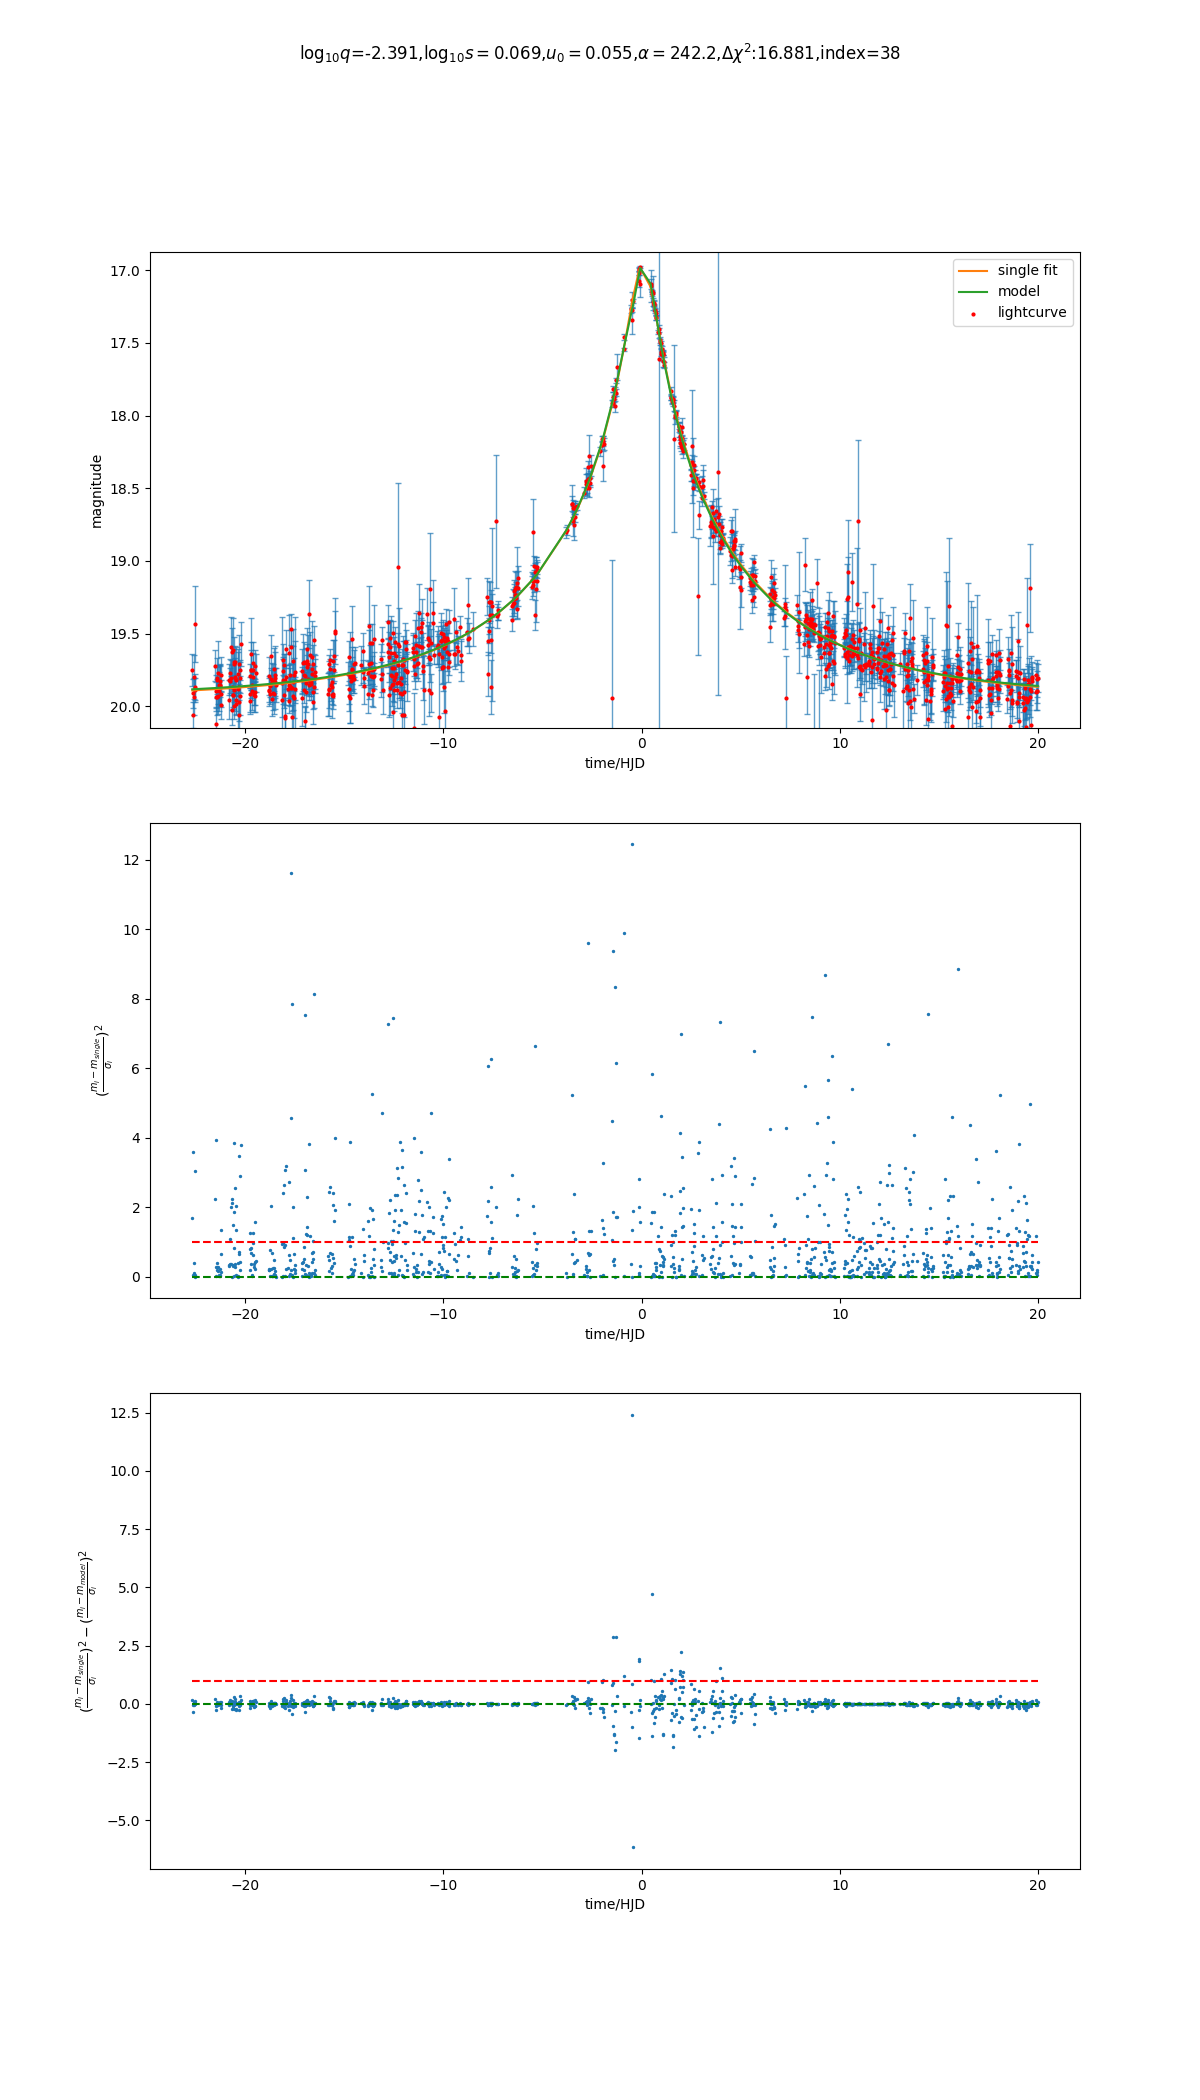 log₁₀q=-2.391,log₁₀s = 0.069,u₀ = 0.055,α = 242.2,Δχ²:16.881,index=38
17.0
17.5
18.0
18.5
19.0
19.5
20.0
magnitude
single fit
model
lightcurve
−20 −10 0 10 20
time/HJD
12
10
8
6
4
2
0
((mᵢ − m_single)/σᵢ)²
−20 −10 0 10 20
time/HJD
12.5
10.0
7.5
5.0
2.5
0.0
−2.5
−5.0
((mᵢ − m_single)/σᵢ)² − ((mᵢ − m_model)/σᵢ)²
−20 −10 0 10 20
time/HJD